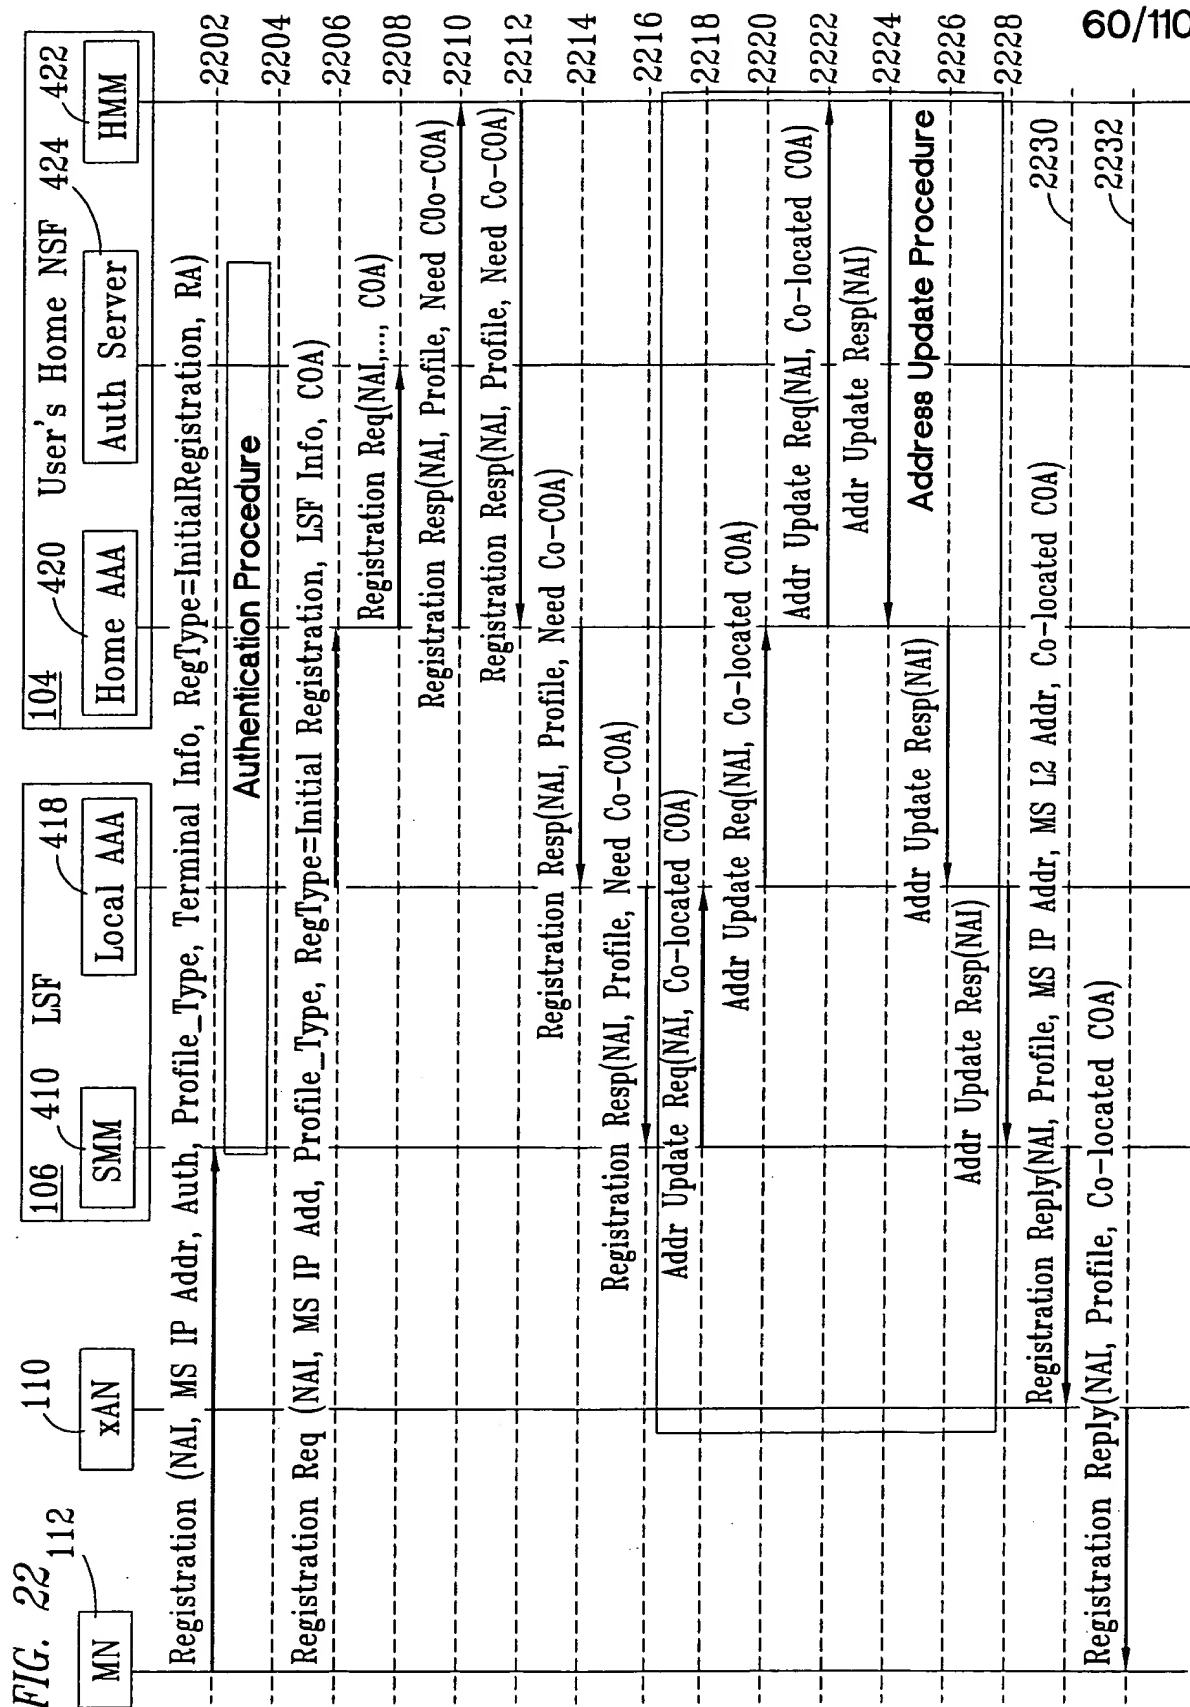 FIG. 22
60/110
106 LSF
104 User's Home NSF
112
110
410
418
420
424
422
MN
xAN
SMM
Local AAA
Home AAA
Auth Server
HMM
Registration (NAI, MS IP Addr, Auth, Profile_Type, Terminal Info, RegType=InitialRegistration, RA)
2202
Authentication Procedure
2204
Registration Req (NAI, MS IP Add, Profile_Type, RegType=Initial Registration, LSF Info, COA)
2206
Registration Req(NAI,..., COA)
2208
Registration Resp(NAI, Profile, Need COo-COA)
2210
Registration Resp(NAI, Profile, Need Co-COA)
2212
Registration Resp(NAI, Profile, Need Co-COA)
2214
Registration Resp(NAI, Profile, Need Co-COA)
2216
Addr Update Req(NAI, Co-located COA)
2218
Addr Update Req(NAI, Co-located COA)
2220
Addr Update Req(NAI, Co-located COA)
2222
Addr Update Resp(NAI)
2224
Address Update Procedure
Addr Update Resp(NAI)
2226
Addr Update Resp(NAI)
2228
Registration Reply(NAI, Profile, MS IP Addr, MS L2 Addr, Co-located COA)
2230
Registration Reply(NAI, Profile, Co-located COA)
2232